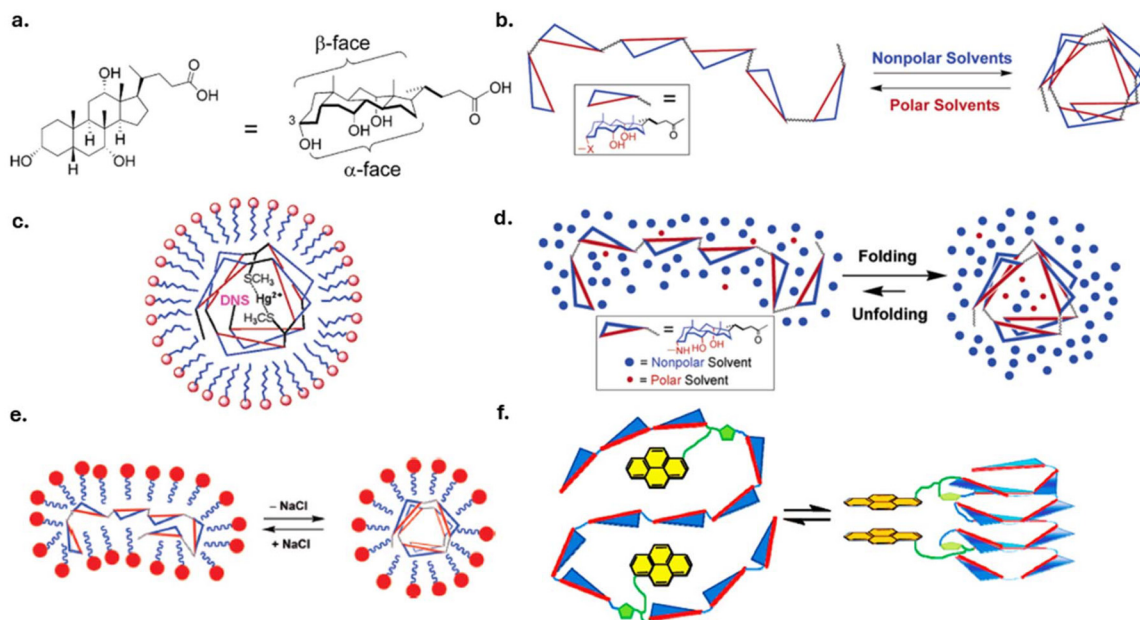 a.
OH
O
OH
H
H
H
HO
OH
H
=
β-face
3
OH
OH
OH
O
OH
α-face
b.
Nonpolar Solvents
Polar Solvents
=
OH
OH
O
–X
c.
SCH₃
DNS
Hg²⁺
H₃CS
d.
Folding
Unfolding
=
O
–NH
HO
OH
= Nonpolar Solvent
= Polar Solvent
e.
– NaCl
+ NaCl
f.